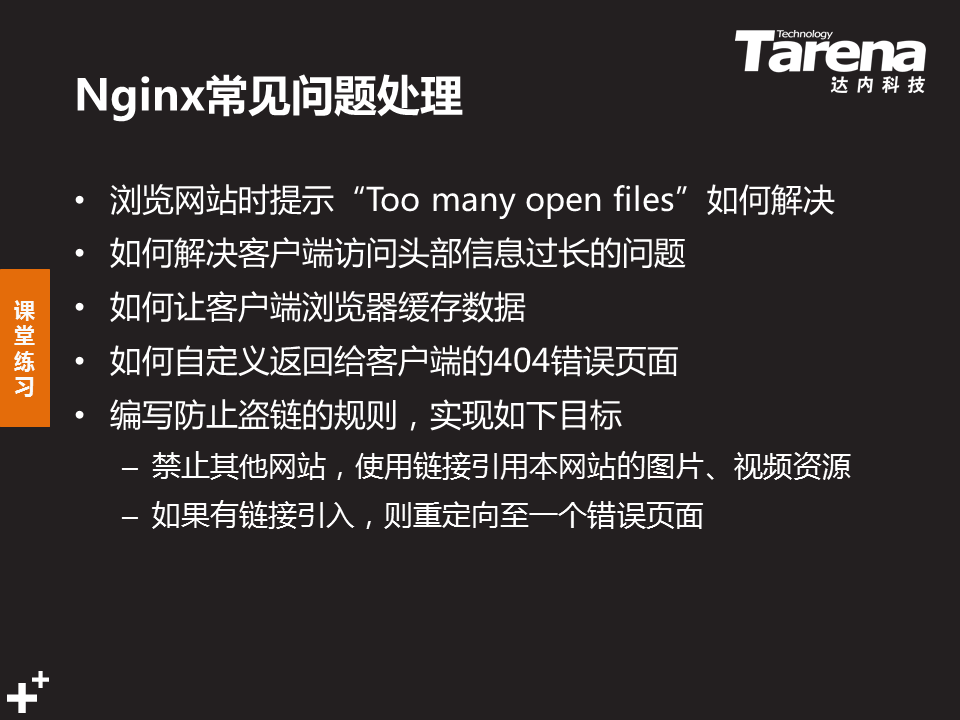 Technology
Tarena
达内科技
Nginx常见问题处理
• 浏览网站时提示“Too many open files”如何解决
• 如何解决客户端访问头部信息过长的问题
• 如何让客户端浏览器缓存数据
• 如何自定义返回给客户端的404错误页面
• 编写防止盗链的规则，实现如下目标
– 禁止其他网站，使用链接引用本网站的图片、视频资源
– 如果有链接引入，则重定向至一个错误页面
课
堂
练
习